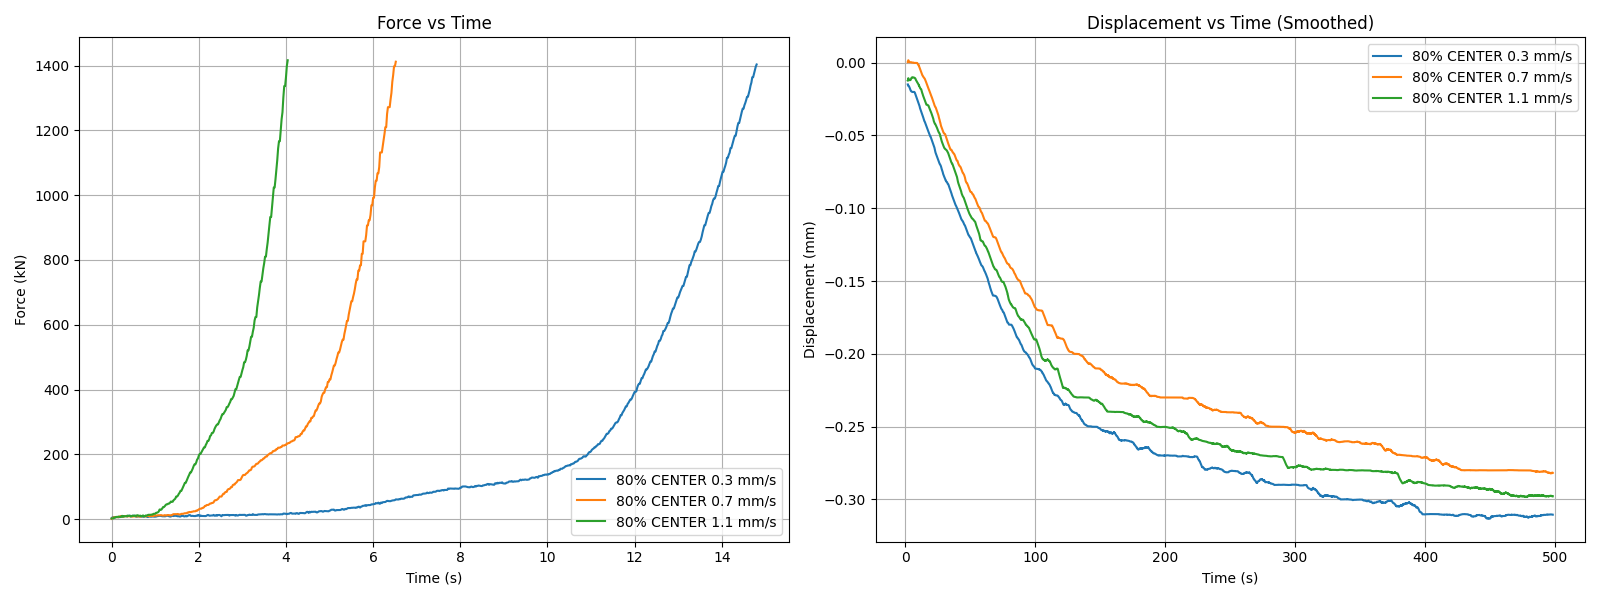 Force vs Time
Force (kN)
1400
1200
1000
800
600
400
200
0
0 2 4 6 8 10 12 14
Time (s)
80% CENTER 0.3 mm/s
80% CENTER 0.7 mm/s
80% CENTER 1.1 mm/s
Displacement vs Time (Smoothed)
Displacement (mm)
0.00
−0.05
−0.10
−0.15
−0.20
−0.25
−0.30
0 100 200 300 400 500
Time (s)
80% CENTER 0.3 mm/s
80% CENTER 0.7 mm/s
80% CENTER 1.1 mm/s